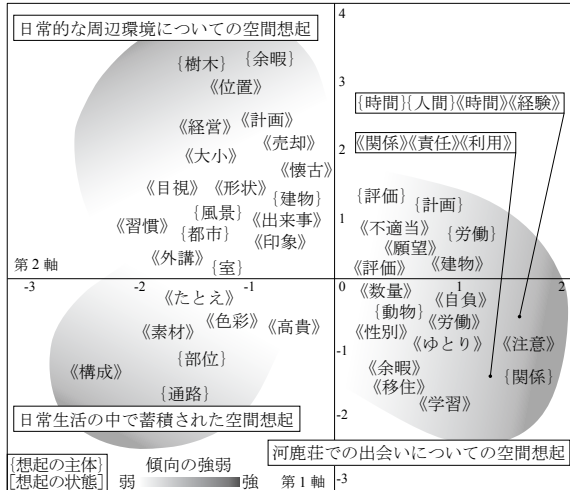 日常的な周辺環境についての空間想起
4
{樹木} {余暇}
《位置》
3
{時間}{人間}《時間》《経験》
《経営》 《計画》
《売却》
《関係》《責任》《利用》
《大小》
2
《懐古》
《目視》 《形状》
{建物}
{評価}
{計画}
{風景}
《習慣》
《出来事》
1
《不適当》
{労働}
{都市}
《印象》
《願望》
《外講》
{室}
《評価》
《建物》
第2軸
-3 -2 -1 0 1 2
《たとえ》
《数量》
《自負》
《素材》
《色彩》
《高貴》
{動物}
《労働》
《性別》
《ゆとり》
《注意》
-1
{部位}
《構成》
《余暇》
{関係}
《移住》
{通路}
《学習》
日常生活の中で蓄積された空間想起
-2
河鹿荘での出会いについての空間想起
{想起の主体}
[想起の状態]
傾向の強弱
弱 強
第1軸
-3